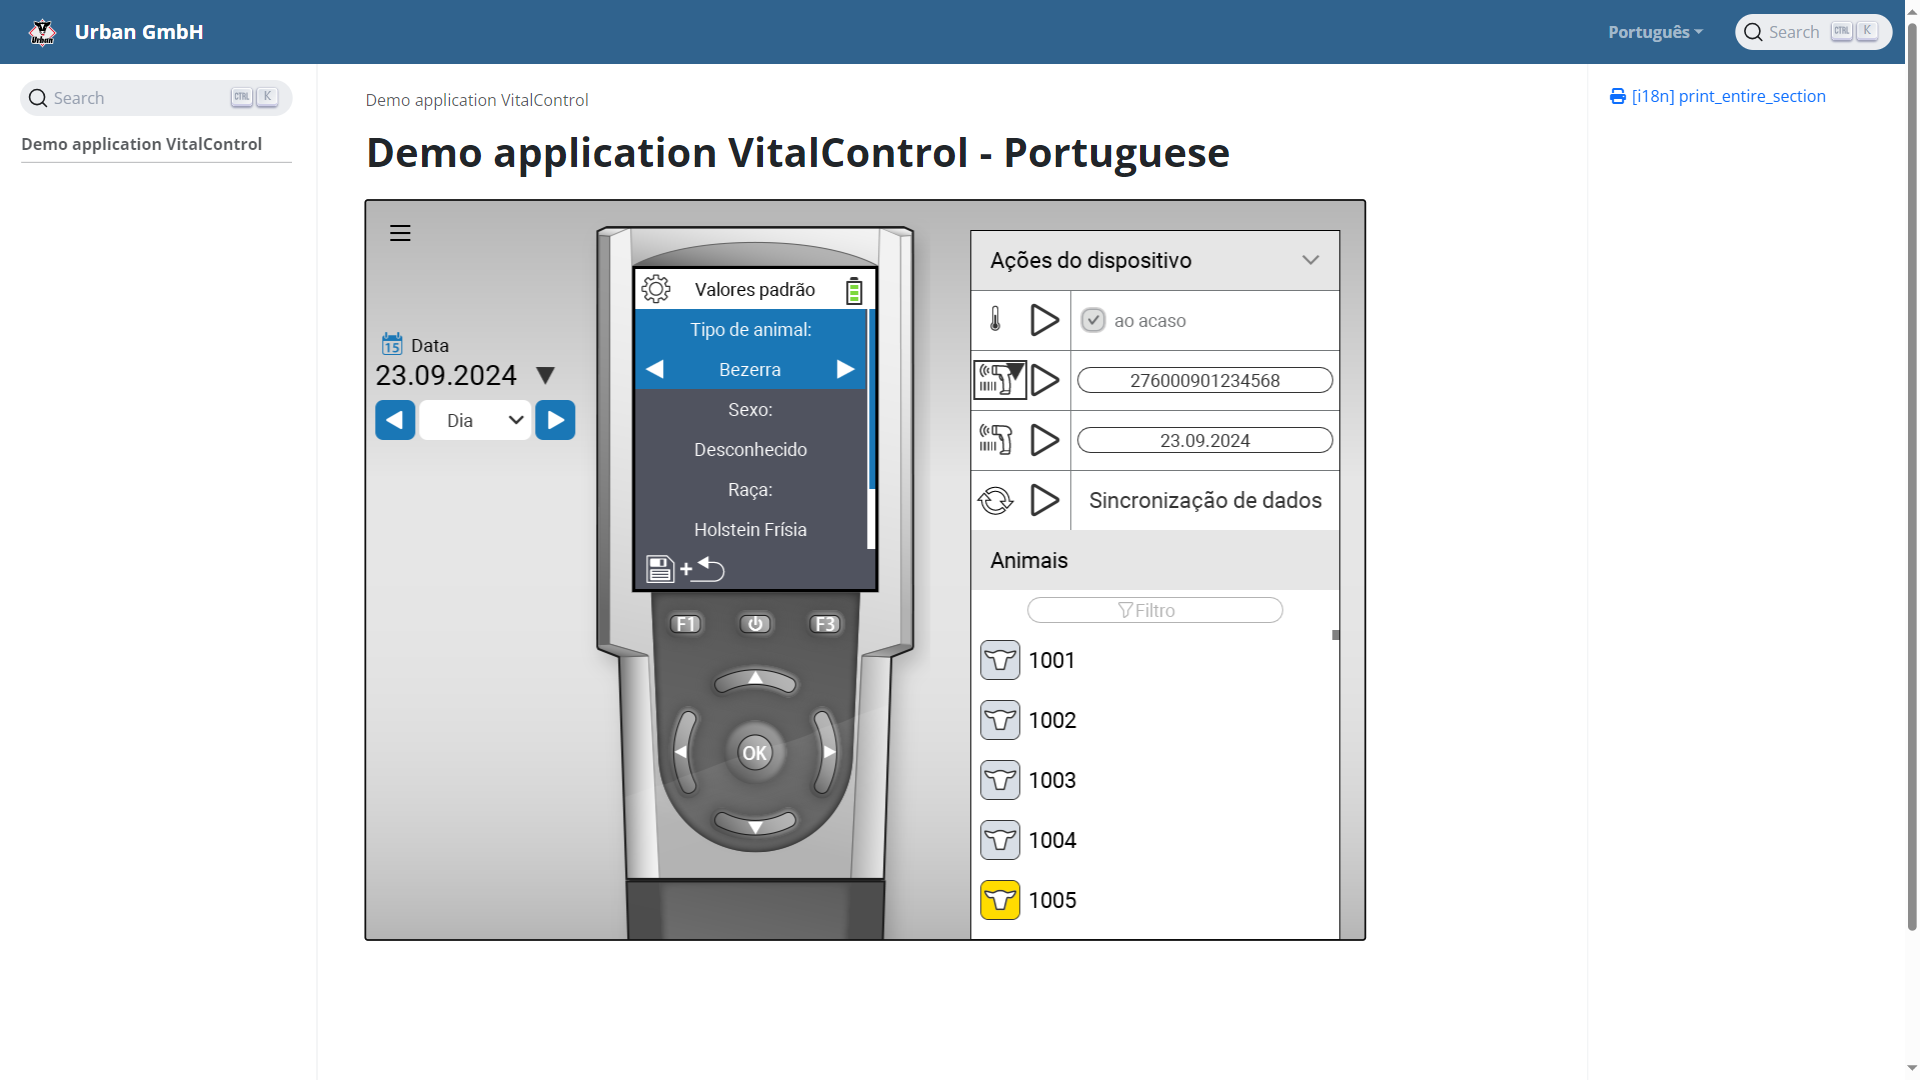 Urban GmbH
Português
Search CTRL K
Search CTRL K
Demo application VitalControl
Demo application VitalControl
Demo application VitalControl - Portuguese
[i18n] print_entire_section
15 Data
23.09.2024
Dia
Valores padrão
Tipo de animal:
Bezerra
Sexo:
Desconhecido
Raça:
Holstein Frísia
+
F1
F3
OK
Ações do dispositivo
ao acaso
276000901234568
23.09.2024
Sincronização de dados
Animais
Filtro
1001
1002
1003
1004
1005